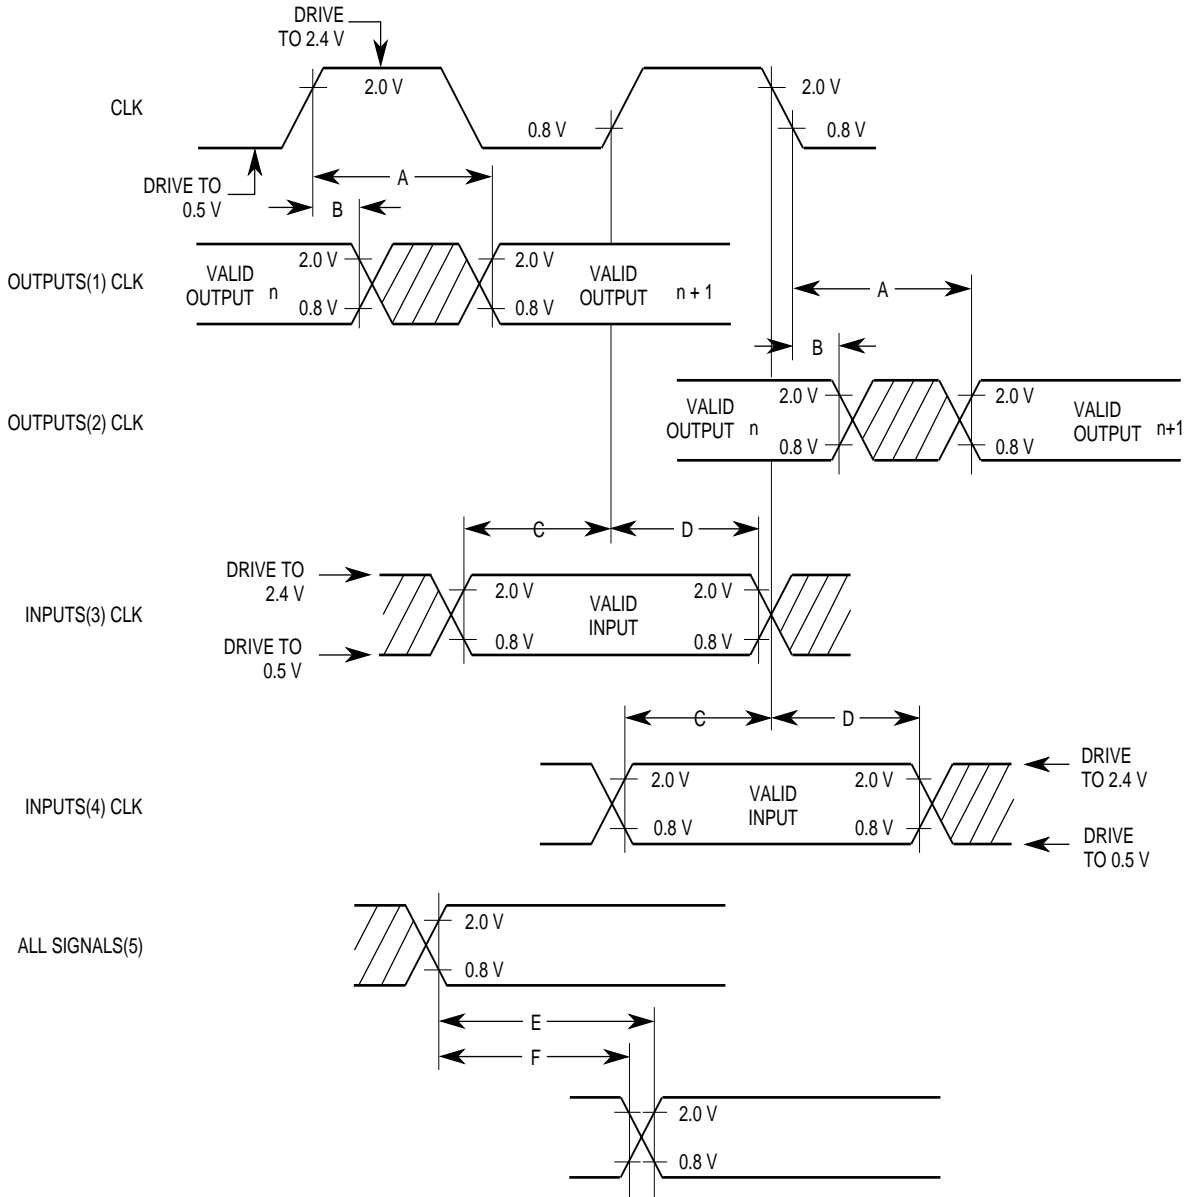 DRIVE
TO 2.4 V
2.0 V
2.0 V
CLK
0.8 V
0.8 V
DRIVE TO
0.5 V
A
B
OUTPUTS(1) CLK
VALID
OUTPUT n
2.0 V
0.8 V
2.0 V
0.8 V
VALID
OUTPUT n + 1
A
B
OUTPUTS(2) CLK
VALID
OUTPUT n
2.0 V
0.8 V
2.0 V
0.8 V
VALID
OUTPUT n+1
C
D
INPUTS(3) CLK
DRIVE TO
2.4 V
DRIVE TO
0.5 V
2.0 V
0.8 V
VALID
INPUT
2.0 V
0.8 V
C
D
INPUTS(4) CLK
2.0 V
0.8 V
VALID
INPUT
2.0 V
0.8 V
DRIVE
TO 2.4 V
DRIVE
TO 0.5 V
ALL SIGNALS(5)
2.0 V
0.8 V
E
F
2.0 V
0.8 V